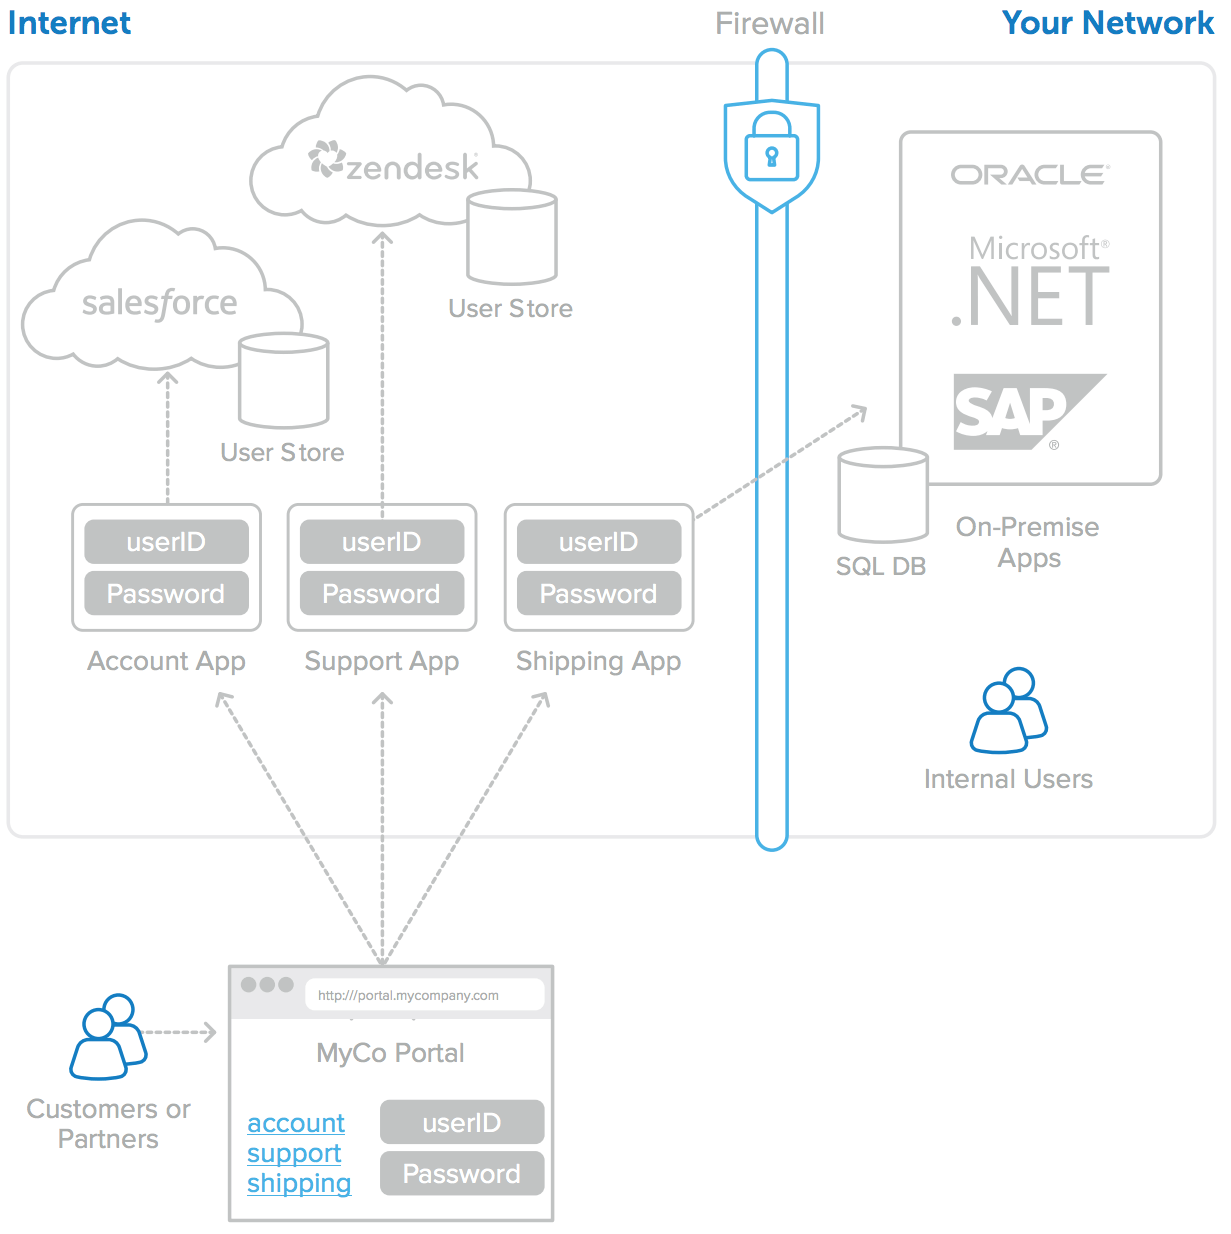 Internet
Firewall
Your Network
zendesk
ORACLE®
Microsoft®
.NET
salesforce
User Store
User Store
SAP®
userID
Password
userID
Password
userID
Password
SQL DB
On-Premise
Apps
Account App
Support App
Shipping App
Internal Users
http:///portal.mycompany.com
MyCo Portal
Customers or
Partners
account
support
shipping
userID
Password